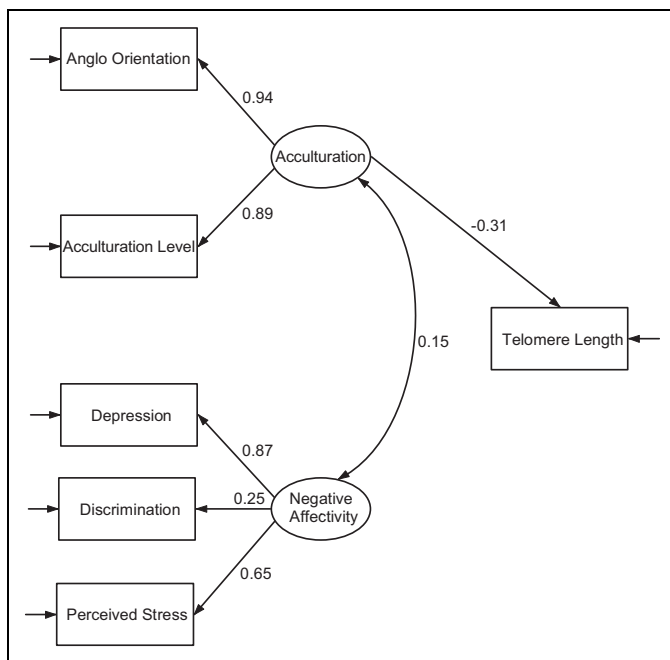 Anglo Orientation
0.94
Acculturation
0.89
Acculturation Level
-0.31
Telomere Length
0.15
Depression
0.87
Negative
Affectivity
0.25
Discrimination
0.65
Perceived Stress